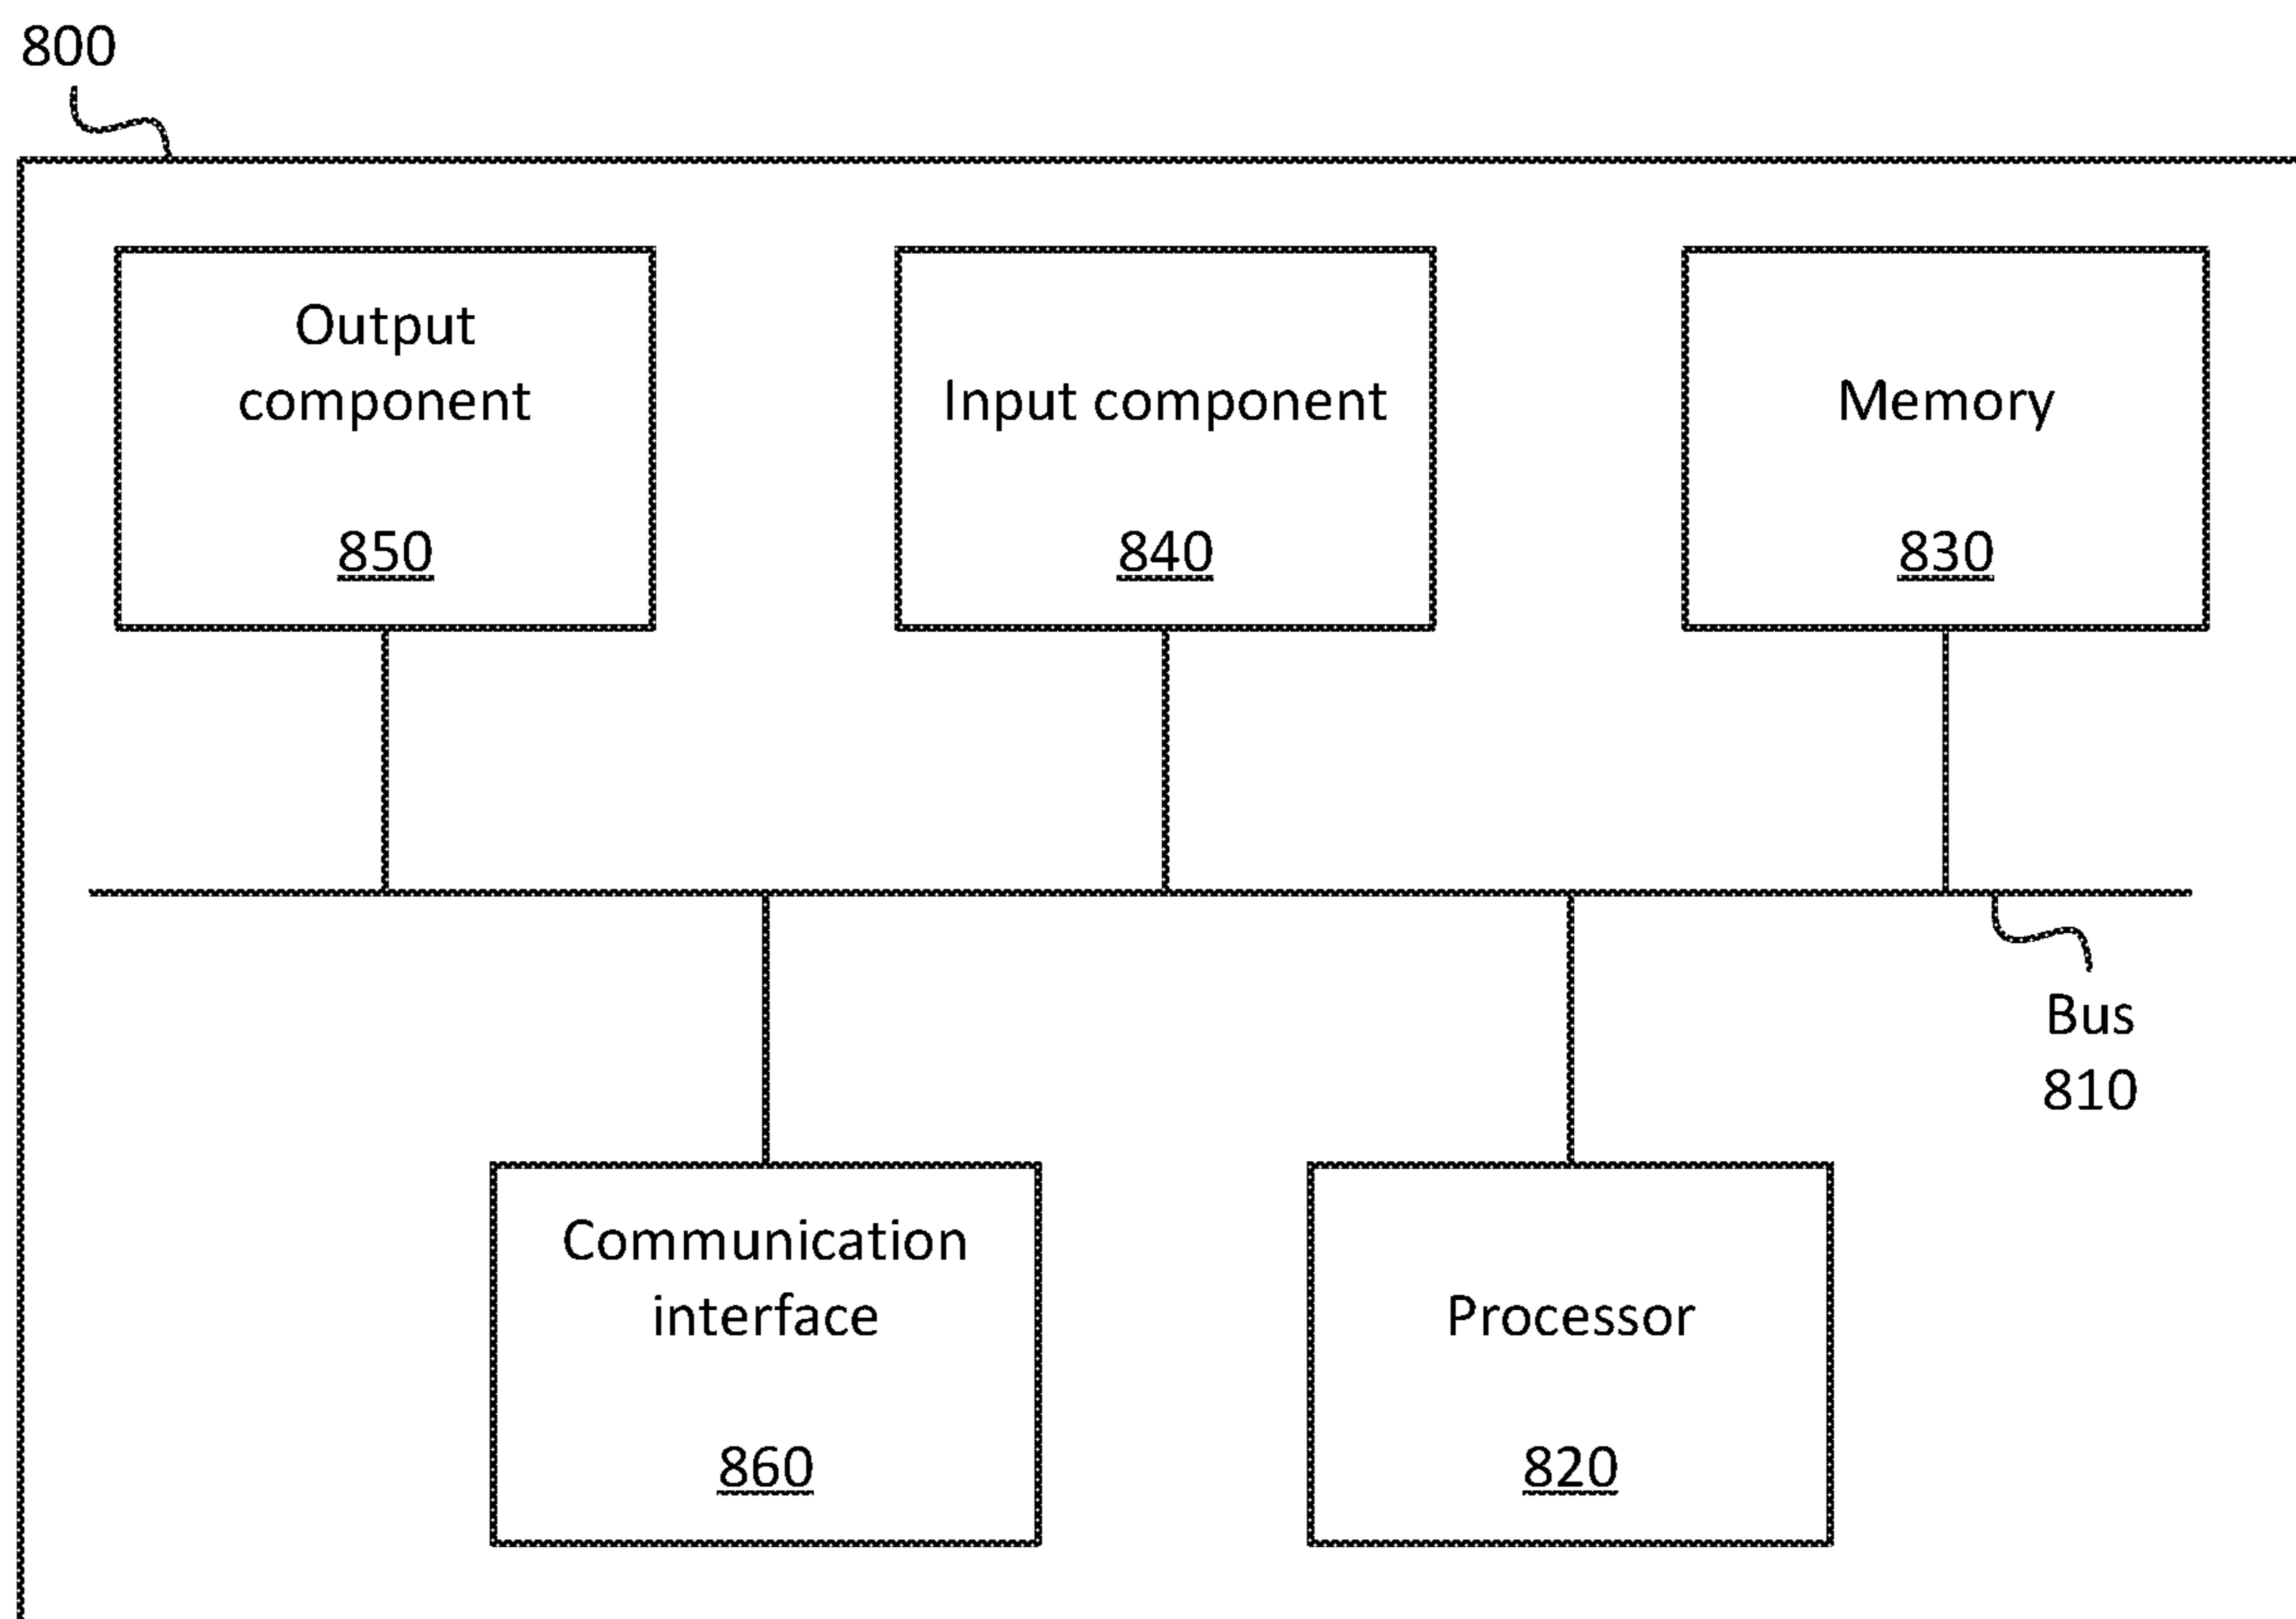 800
Output
component
850
Input component
840
Memory
830
Bus
810
Communication
interface
860
Processor
820